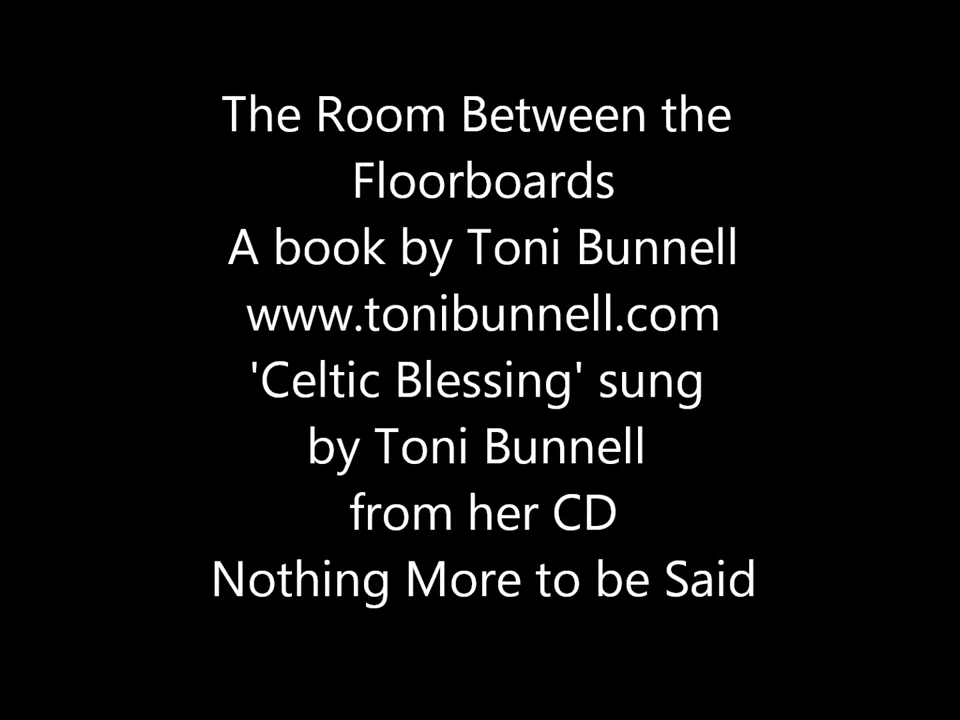 The Room Between the
Floorboards
A book by Toni Bunnell
www.tonibunnell.com
'Celtic Blessing' sung
by Toni Bunnell
from her CD
Nothing More to be Said